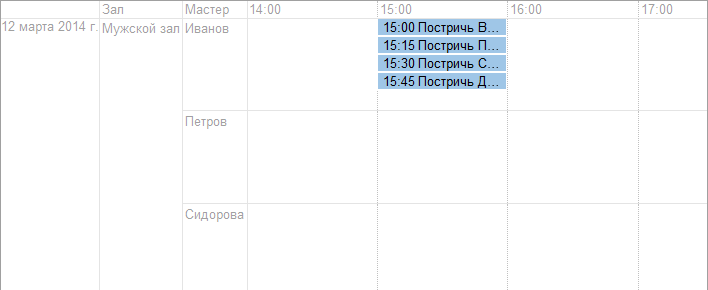 Зал Мастер 14:00 15:00 16:00 17:00
12 марта 2014 г. Мужской зал Иванов 15:00 Постричь В...
15:15 Постричь П...
15:30 Постричь С...
15:45 Постричь Д...
Петров
Сидорова